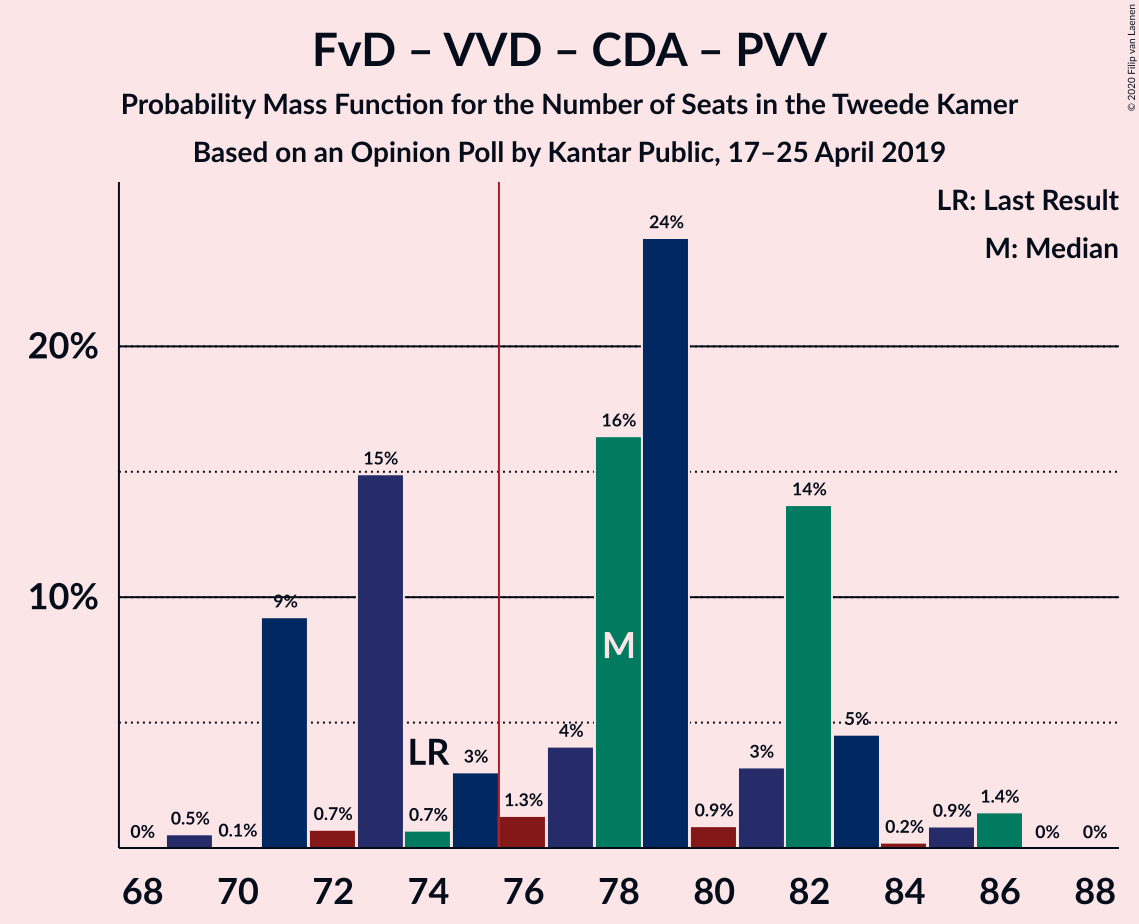 FvD – VVD – CDA – PVV
Probability Mass Function for the Number of Seats in the Tweede Kamer
Based on an Opinion Poll by Kantar Public, 17–25 April 2019
© 2020 Filip van Laenen
LR: Last Result
M: Median
20%
10%
0%
0.5%
0.1%
9%
0.7%
15%
0.7%
LR
3%
1.3%
4%
16%
M
24%
0.9%
3%
14%
5%
0.2%
0.9%
1.4%
0%
0%
68 70 72 74 76 78 80 82 84 86 88